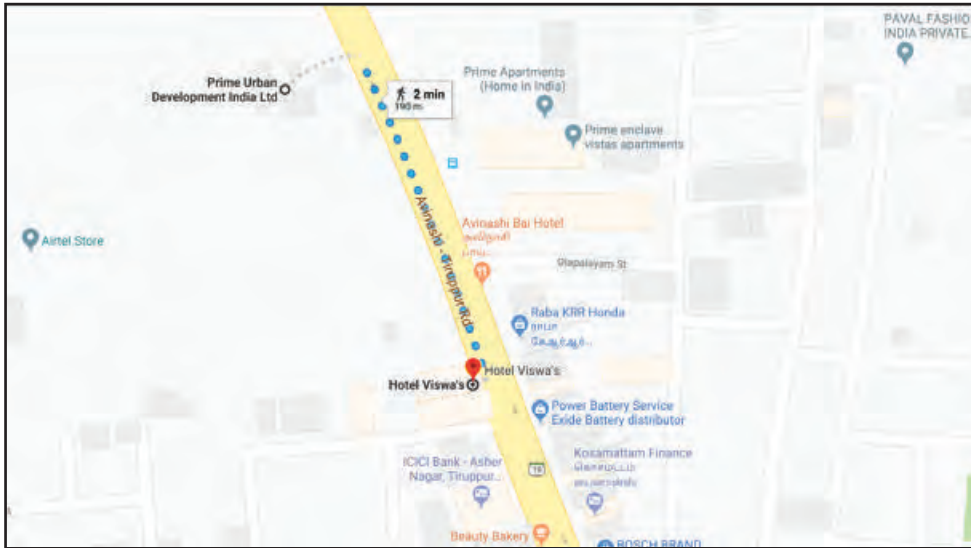 PAVAL FASHIO
INDIA PRIVATE...
Prime Urban
Development India Ltd
2 min
190 m
Prime Apartments
(Home in India)
Prime enclave
vistas apartments
Airtel Store
Avinashi - Tiruppur Rd
Avinashi Bai Hotel
அவிநாசி
Raba KRR Honda
ராபா
Hotel Viswa's
Hotel Viswa's
Power Battery Service
Exide Battery distributor
ICICI Bank - Asher
Nagar, Tiruppur...
Kosamattam Finance
19
Beauty Bakery
BOSCH BRAND